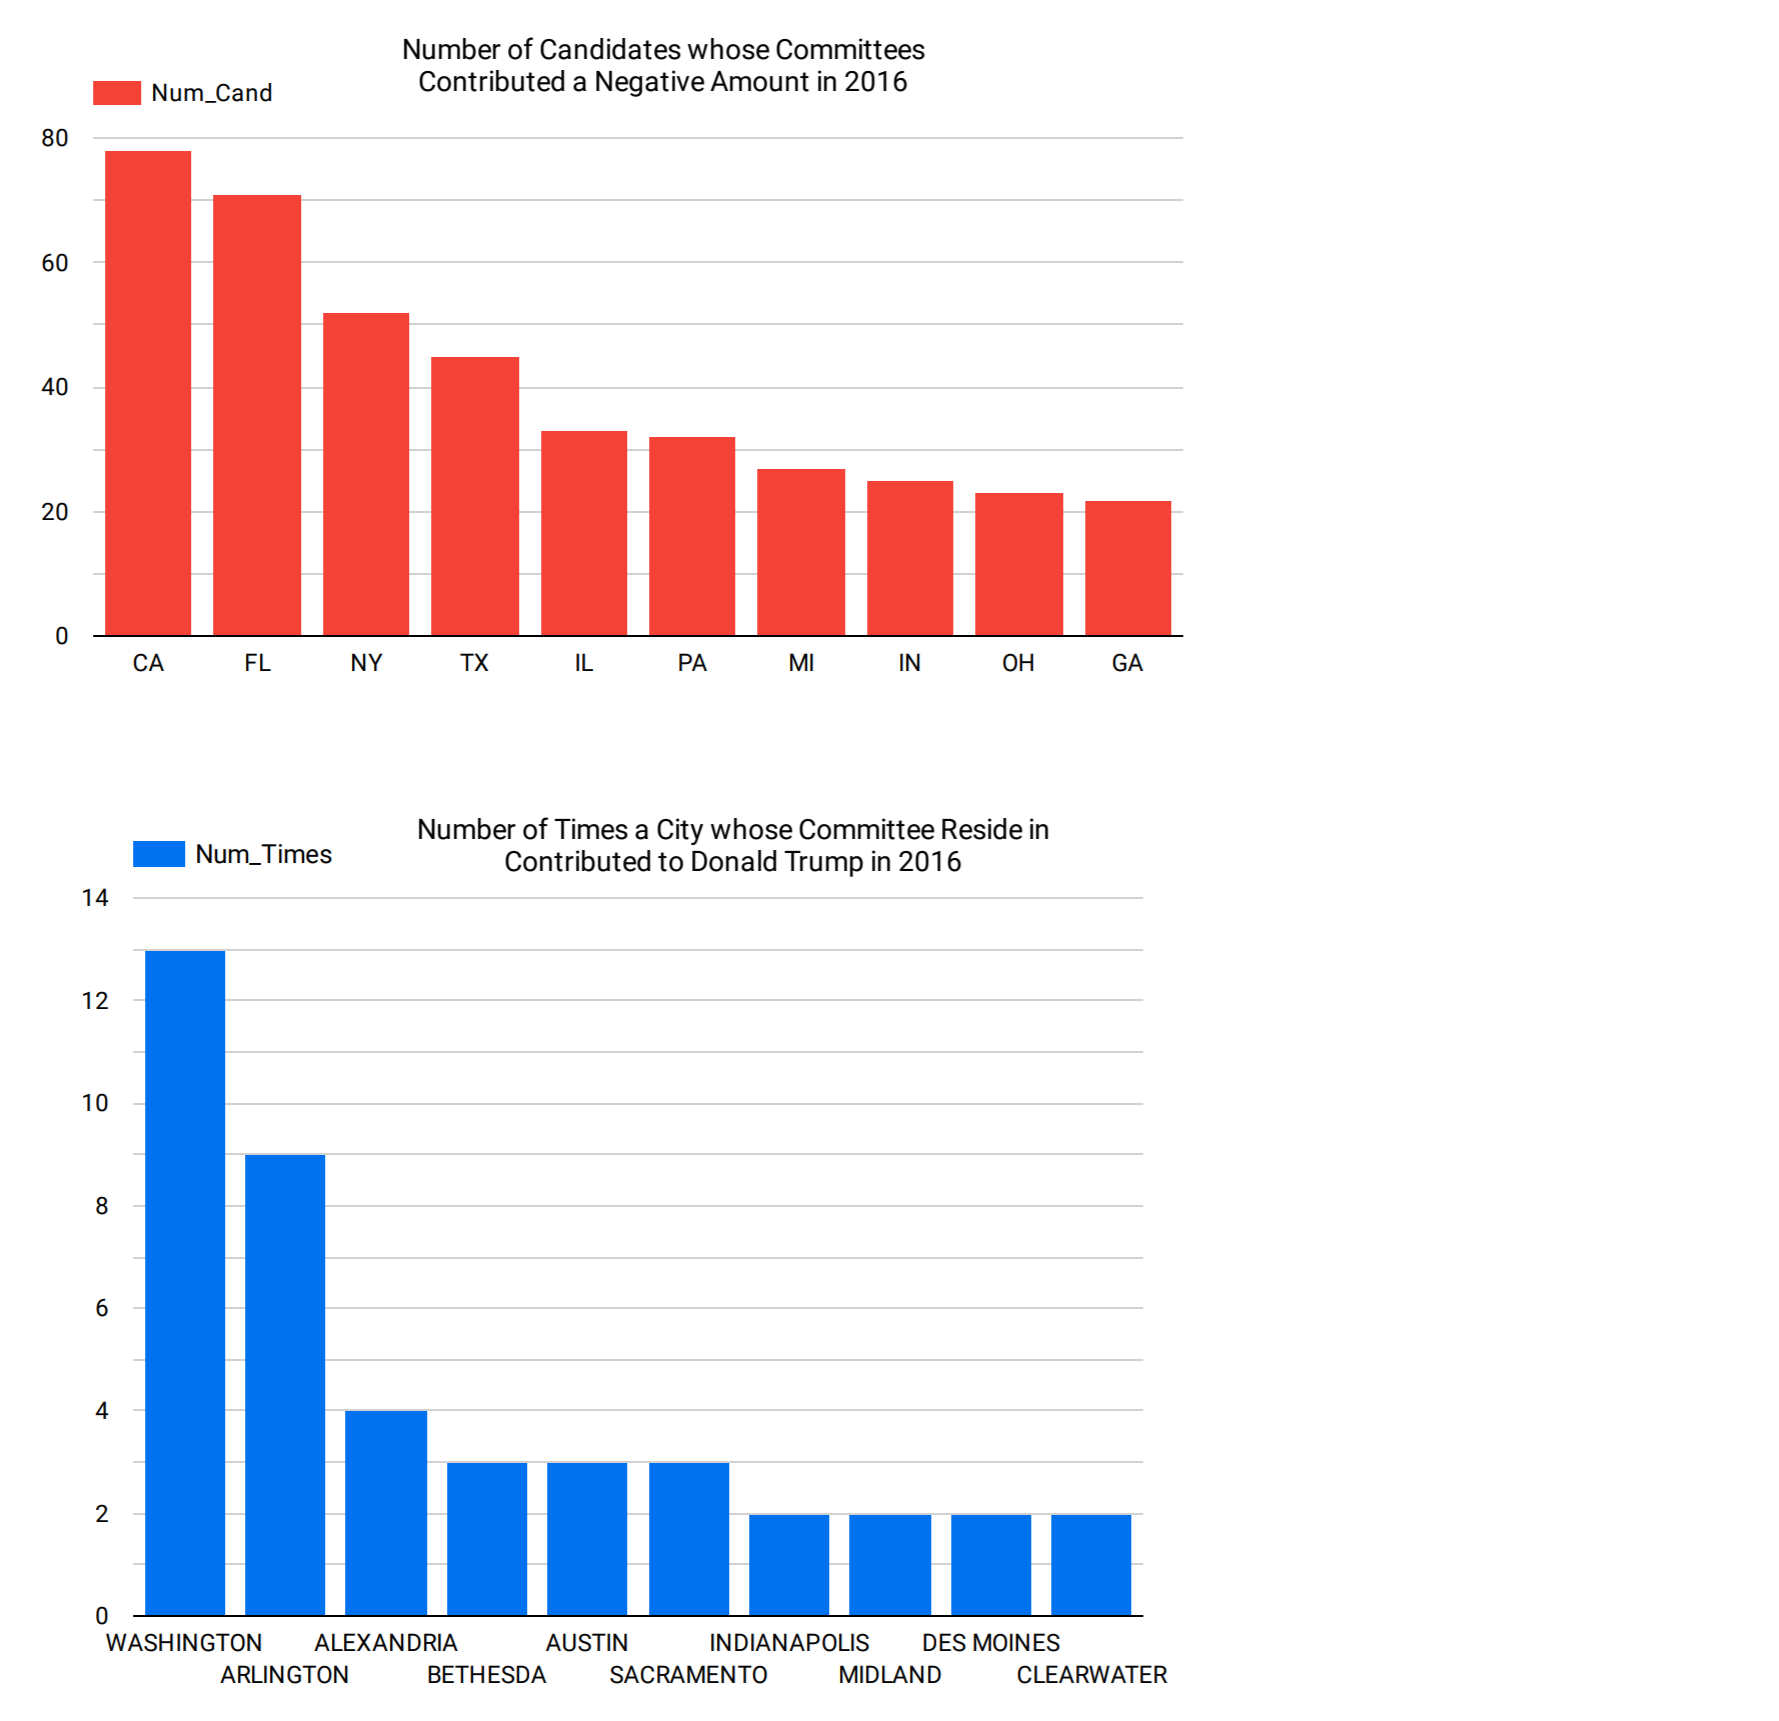 Number of Candidates whose Committees
Contributed a Negative Amount in 2016
Num_Cand
80
60
40
20
0
CA FL NY TX IL PA MI IN OH GA
Number of Times a City whose Committee Reside in
Contributed to Donald Trump in 2016
Num_Times
14
12
10
8
6
4
2
0
WASHINGTON ALEXANDRIA AUSTIN INDIANAPOLIS DES MOINES
ARLINGTON BETHESDA SACRAMENTO MIDLAND CLEARWATER